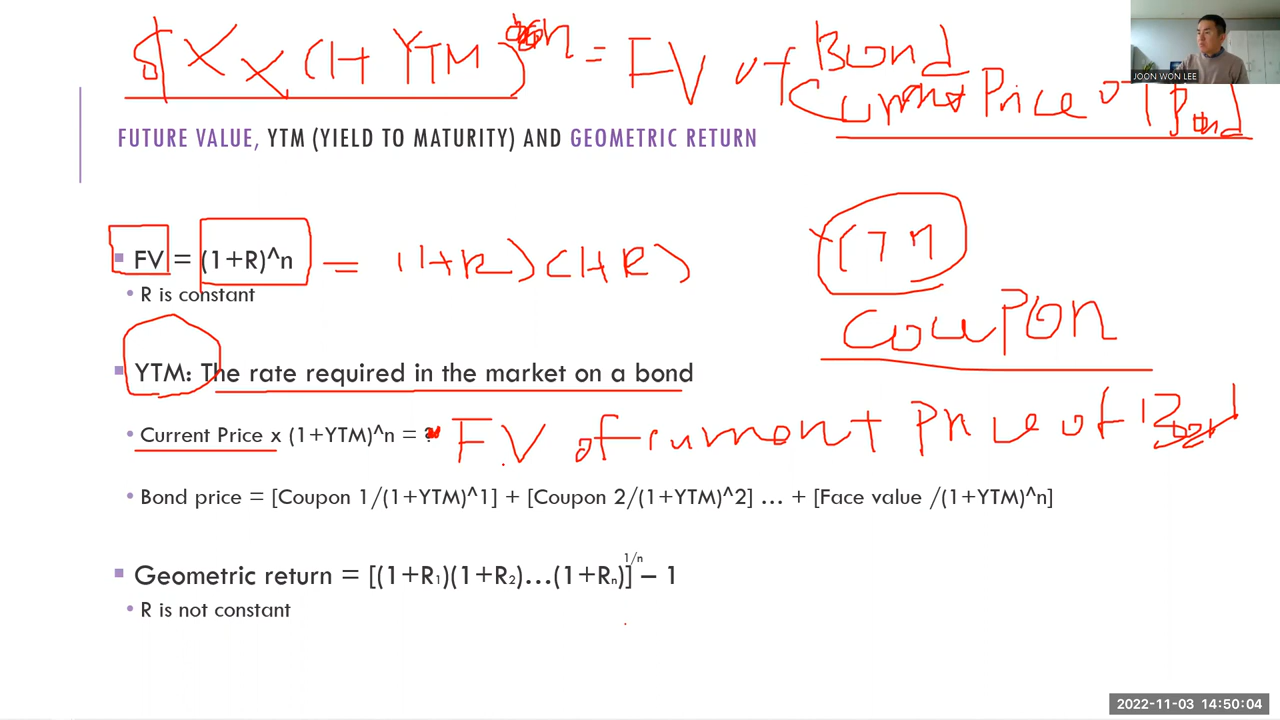 $ X x (1+ YTM)^n = FV of Bond
Current Price of Bond
JOON WON LEE
FUTURE VALUE, YTM (YIELD TO MATURITY) AND GEOMETRIC RETURN
▪ FV = (1+R)^n = (1+R)(1+R)
• R is constant
YTM
COUPON
▪ YTM: The rate required in the market on a bond
• Current Price x (1+YTM)^n = FV of current Price of Bond
• Bond price = [Coupon 1/(1+YTM)^1] + [Coupon 2/(1+YTM)^2] … + [Face value /(1+YTM)^n]
▪ Geometric return = [(1+R₁)(1+R₂)…(1+Rₙ)]^1/n – 1
• R is not constant
2022-11-03 14:50:04